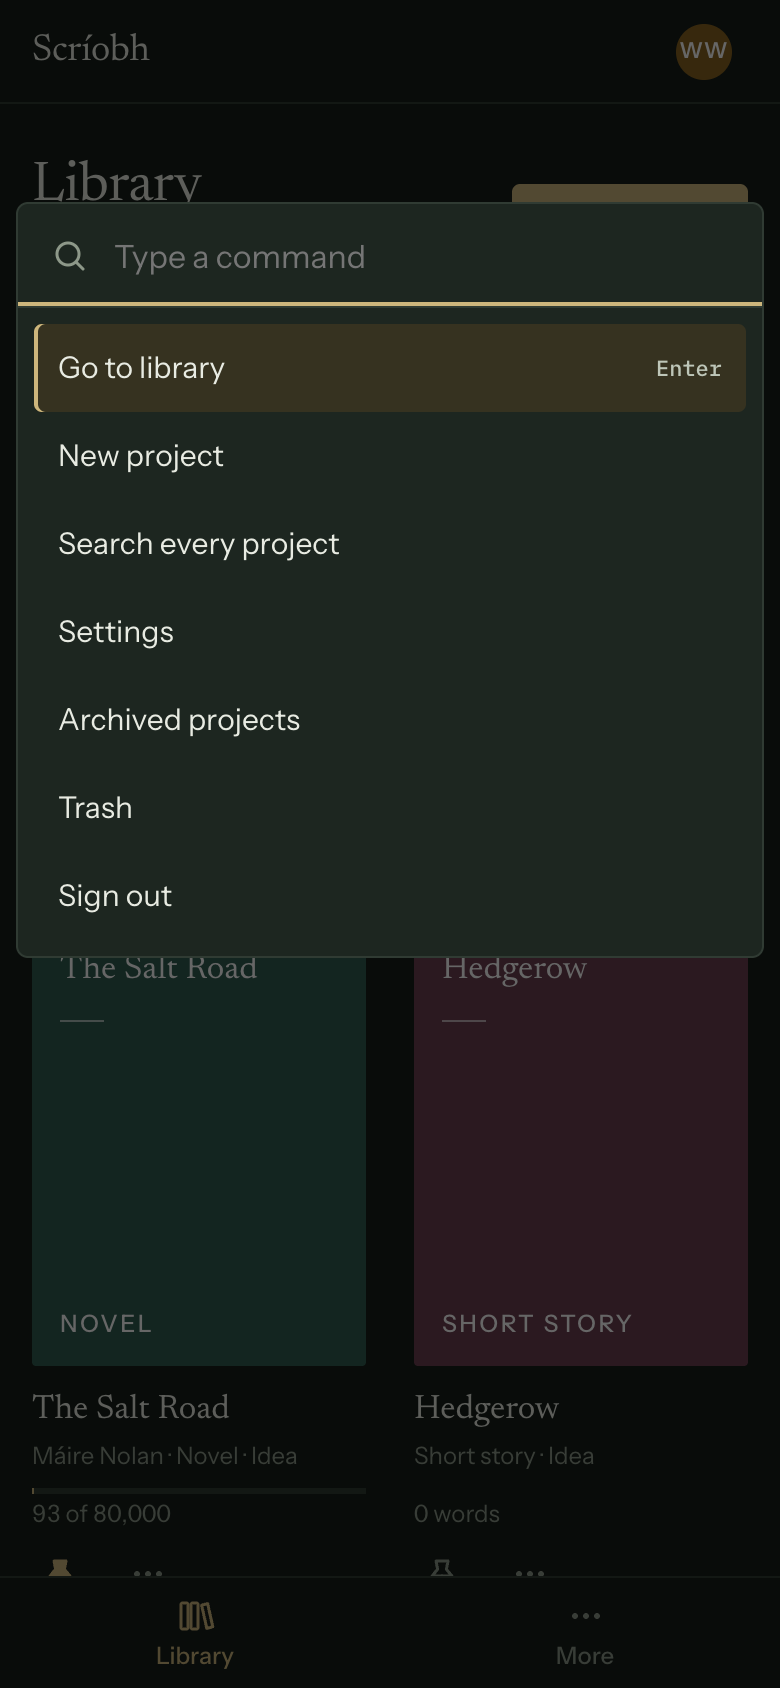 Scríobh
WW
Library
Type a command
Go to library
Enter
New project
Search every project
Settings
Archived projects
Trash
Sign out
The Salt Road
Hedgerow
NOVEL
SHORT STORY
The Salt Road
Hedgerow
Máire Nolan · Novel · Idea
Short story · Idea
93 of 80,000
0 words
Library
More